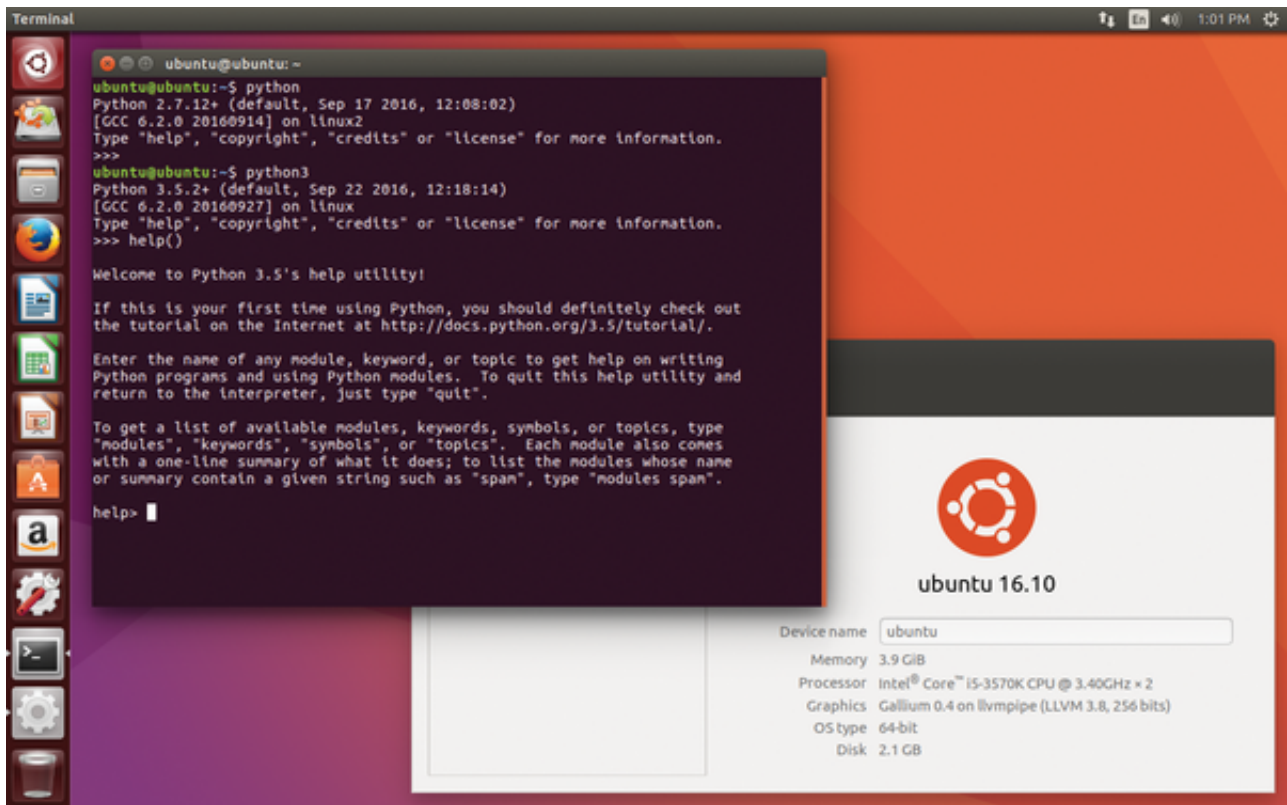 Terminal
En
1:01 PM
ubuntu@ubuntu: ~
ubuntu@ubuntu:~$ python
Python 2.7.12+ (default, Sep 17 2016, 12:08:02)
[GCC 6.2.0 20160914] on linux2
Type "help", "copyright", "credits" or "license" for more information.
>>>
ubuntu@ubuntu:~$ python3
Python 3.5.2+ (default, Sep 22 2016, 12:18:14)
[GCC 6.2.0 20160927] on linux
Type "help", "copyright", "credits" or "license" for more information.
>>> help()
Welcome to Python 3.5's help utility!
If this is your first time using Python, you should definitely check out
the tutorial on the Internet at http://docs.python.org/3.5/tutorial/.
Enter the name of any module, keyword, or topic to get help on writing
Python programs and using Python modules.  To quit this help utility and
return to the interpreter, just type "quit".
To get a list of available modules, keywords, symbols, or topics, type
"modules", "keywords", "symbols", or "topics".  Each module also comes
with a one-line summary of what it does; to list the modules whose name
or summary contain a given string such as "spam", type "modules spam".
help>
a
>_
ubuntu 16.10
Device name ubuntu
Memory 3.9 GiB
Processor Intel® Core™ i5-3570K CPU @ 3.40GHz × 2
Graphics Gallium 0.4 on llvmpipe (LLVM 3.8, 256 bits)
OS type 64-bit
Disk 2.1 GB